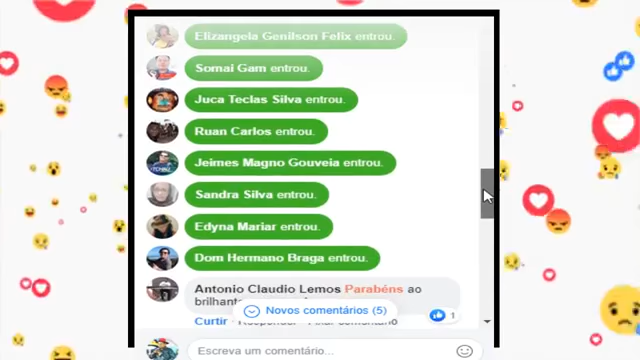 Elizangela Genilson Felix entrou.
Somai Gam entrou.
Juca Teclas Silva entrou.
Ruan Carlos entrou.
Jeimes Magno Gouveia entrou.
Sandra Silva entrou.
Edyna Mariar entrou.
Dom Hermano Braga entrou.
Antonio Claudio Lemos Parabéns ao
Novos comentários (5)
1
Curtir
Escreva um comentário...